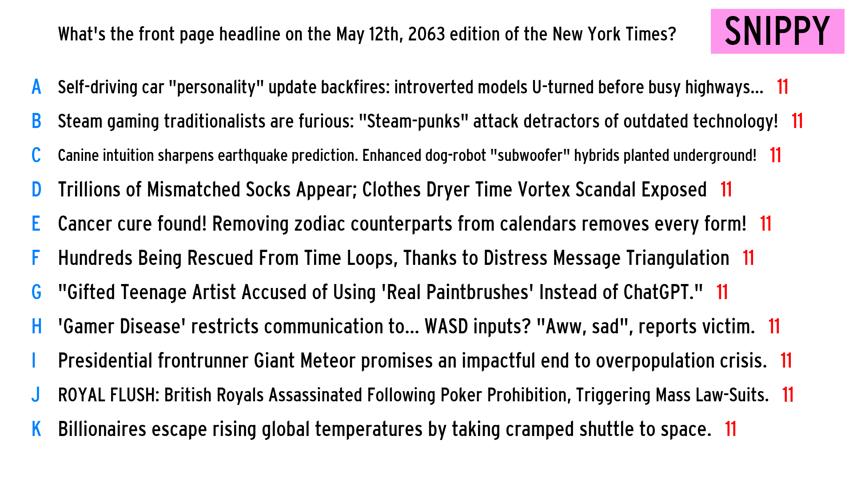 What's the front page headline on the May 12th, 2063 edition of the New York Times?
SNIPPY
A Self-driving car "personality" update backfires: introverted models U-turned before busy highways... 11
B Steam gaming traditionalists are furious: "Steam-punks" attack detractors of outdated technology! 11
C Canine intuition sharpens earthquake prediction. Enhanced dog-robot "subwoofer" hybrids planted underground! 11
D Trillions of Mismatched Socks Appear; Clothes Dryer Time Vortex Scandal Exposed 11
E Cancer cure found! Removing zodiac counterparts from calendars removes every form! 11
F Hundreds Being Rescued From Time Loops, Thanks to Distress Message Triangulation 11
G "Gifted Teenage Artist Accused of Using 'Real Paintbrushes' Instead of ChatGPT." 11
H 'Gamer Disease' restricts communication to... WASD inputs? "Aww, sad", reports victim. 11
I Presidential frontrunner Giant Meteor promises an impactful end to overpopulation crisis. 11
J ROYAL FLUSH: British Royals Assassinated Following Poker Prohibition, Triggering Mass Law-Suits. 11
K Billionaires escape rising global temperatures by taking cramped shuttle to space. 11